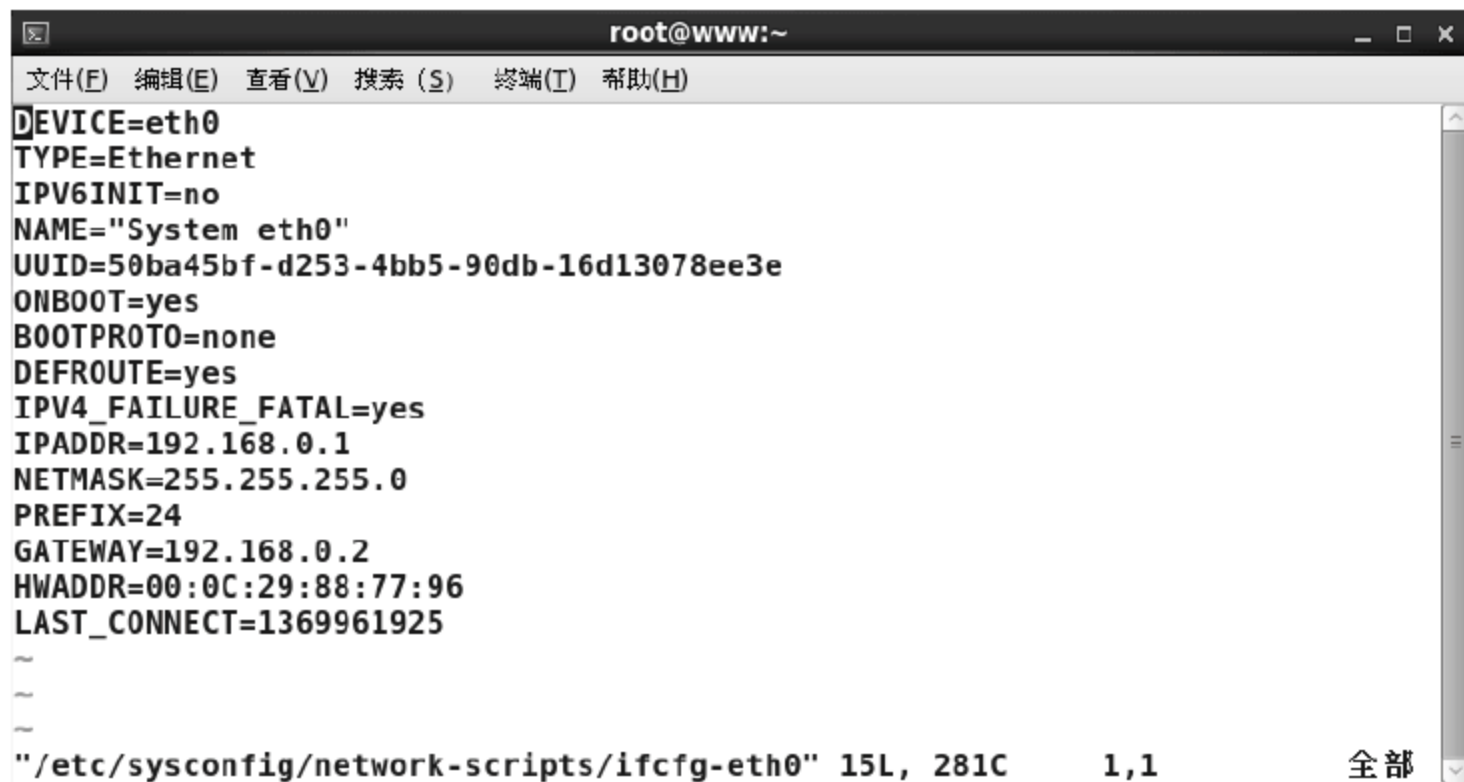 root@www:~
文件(F) 编辑(E) 查看(V) 搜索 (S) 终端(T) 帮助(H)
DEVICE=eth0
TYPE=Ethernet
IPV6INIT=no
NAME="System eth0"
UUID=50ba45bf-d253-4bb5-90db-16d13078ee3e
ONBOOT=yes
BOOTPROTO=none
DEFROUTE=yes
IPV4_FAILURE_FATAL=yes
IPADDR=192.168.0.1
NETMASK=255.255.255.0
PREFIX=24
GATEWAY=192.168.0.2
HWADDR=00:0C:29:88:77:96
LAST_CONNECT=1369961925
~
~
~
"/etc/sysconfig/network-scripts/ifcfg-eth0" 15L, 281C 1,1 全部